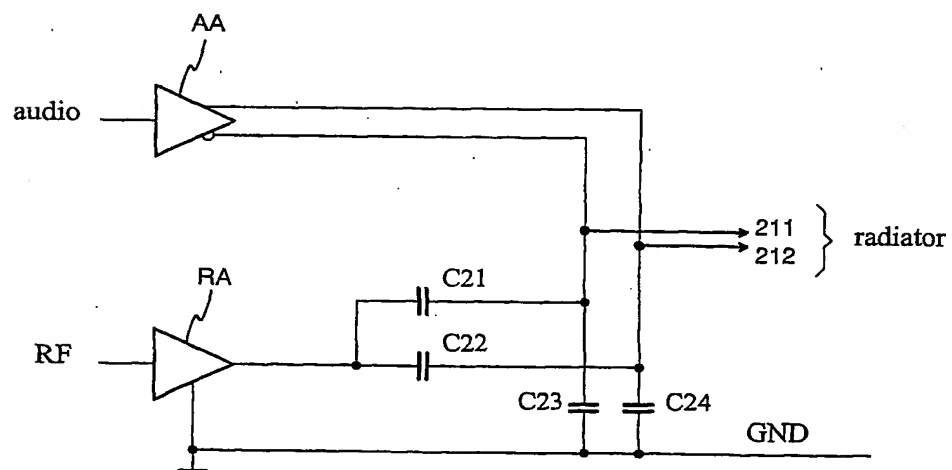 AA
audio
211
212
radiator
C21
RA
C22
RF
C23
C24
GND